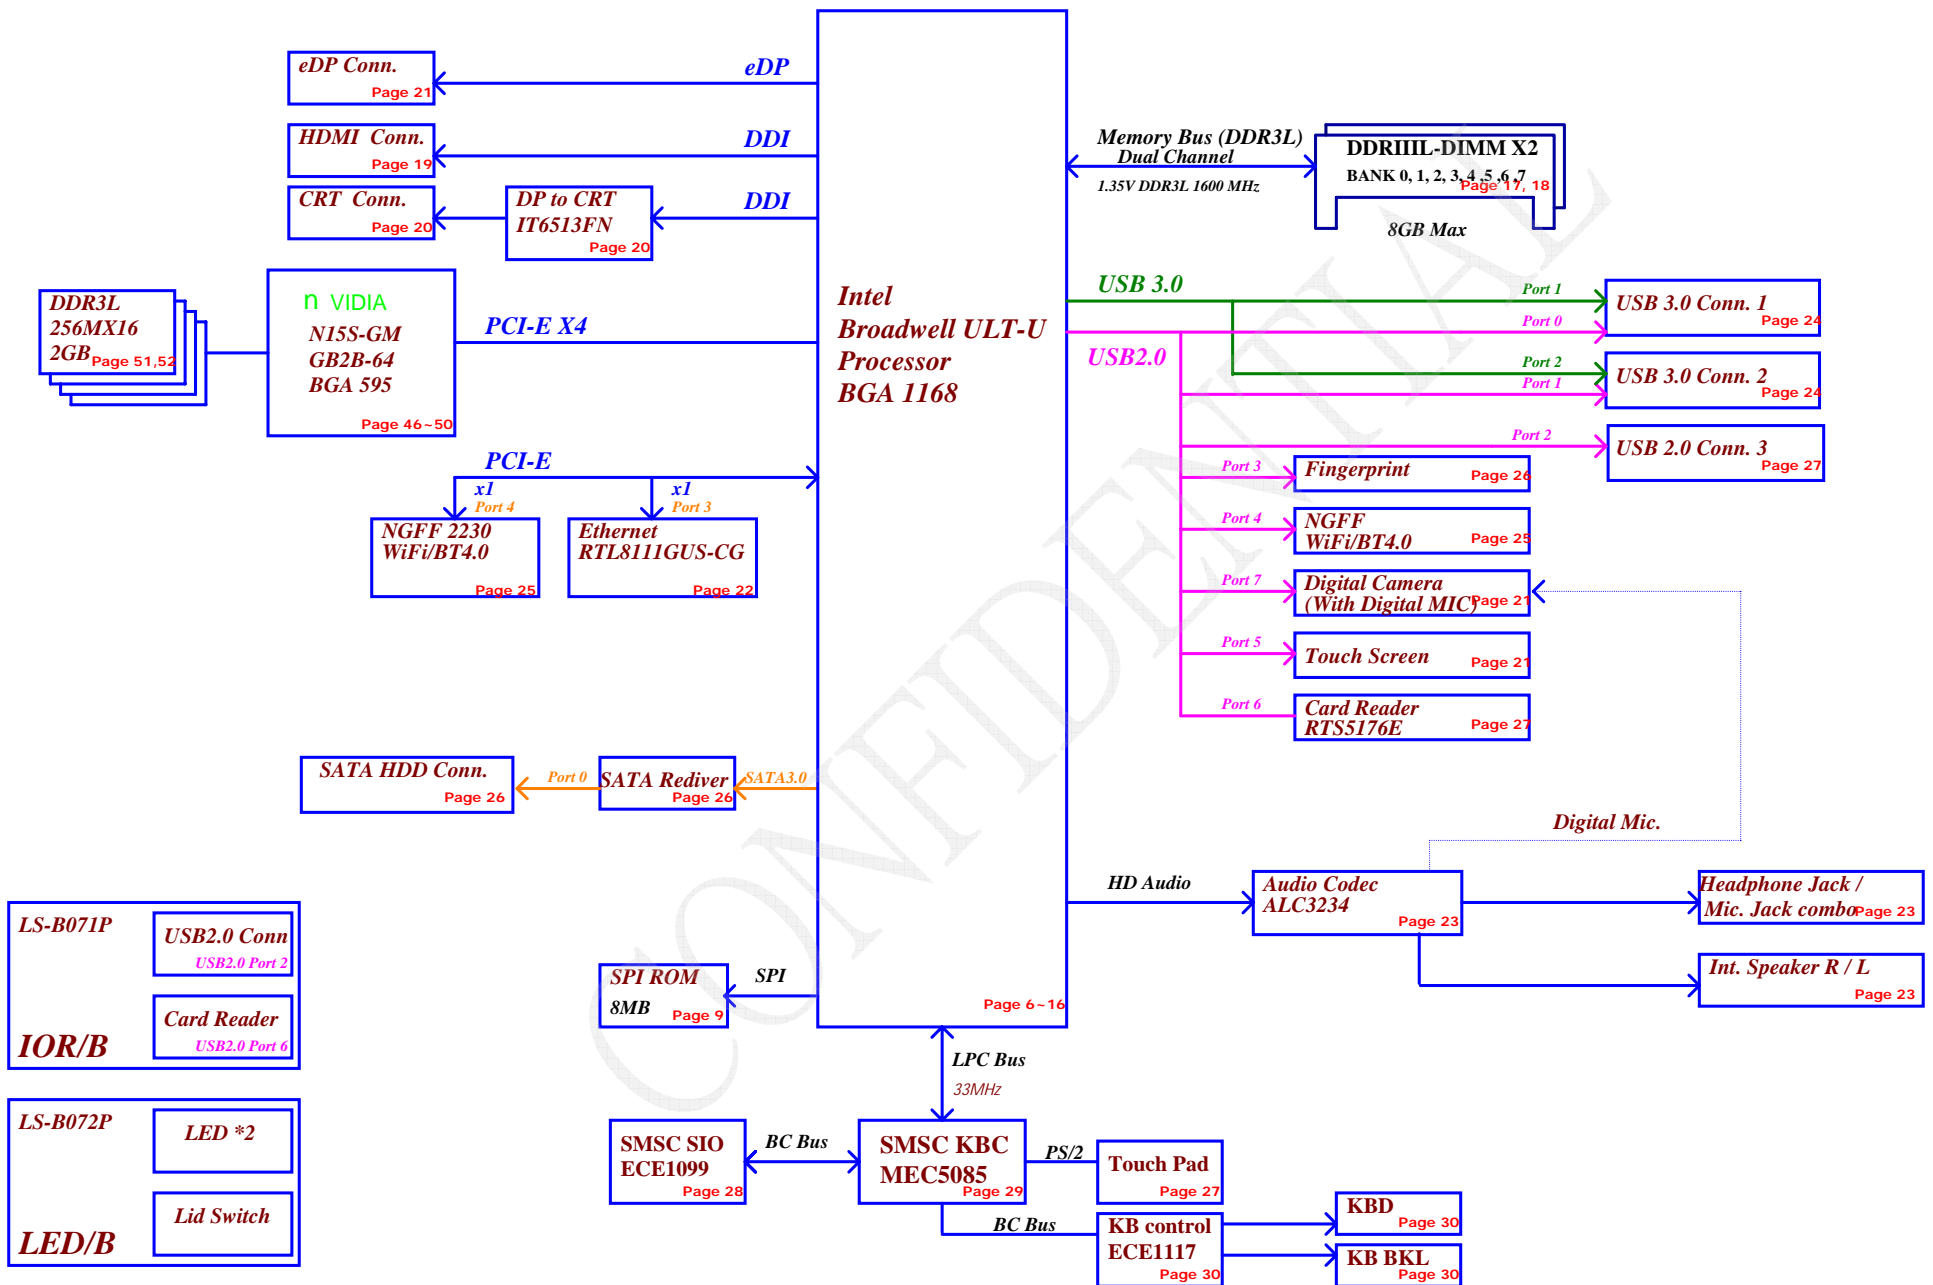 eDP Conn.
Page 21
eDP
HDMI Conn.
Page 19
DDI
CRT Conn.
Page 20
DP to CRT
IT6513FN
Page 20
DDI
DDR3L
256MX16
2GB
Page 51,52
n VIDIA
N15S-GM
GB2B-64
BGA 595
Page 46~50
PCI-E X4
PCI-E
x1
Port 4
x1
Port 3
NGFF 2230
WiFi/BT4.0
Page 25
Ethernet
RTL8111GUS-CG
Page 22
Intel
Broadwell ULT-U
Processor
BGA 1168
Page 6~16
Memory Bus (DDR3L)
Dual Channel
1.35V DDR3L 1600 MHz
DDRIIIL-DIMM X2
BANK 0, 1, 2, 3, 4 ,5 ,6 ,7
Page 17, 18
8GB Max
USB 3.0
USB2.0
Port 1
Port 0
USB 3.0 Conn. 1
Page 24
Port 2
Port 1
USB 3.0 Conn. 2
Page 24
Port 2
USB 2.0 Conn. 3
Page 27
Port 3
Fingerprint
Page 26
Port 4
NGFF
WiFi/BT4.0
Page 25
Port 7
Digital Camera
(With Digital MIC)
Page 21
Port 5
Touch Screen
Page 21
Port 6
Card Reader
RTS5176E
Page 27
SATA HDD Conn.
Page 26
Port 0
SATA Rediver
Page 26
SATA3.0
Digital Mic.
HD Audio
Audio Codec
ALC3234
Page 23
Headphone Jack /
Mic. Jack combo
Page 23
Int. Speaker R / L
Page 23
LS-B071P
USB2.0 Conn
USB2.0 Port 2
Card Reader
USB2.0 Port 6
IOR/B
SPI ROM
8MB
Page 9
SPI
LPC Bus
33MHz
LS-B072P
LED *2
Lid Switch
LED/B
SMSC SIO
ECE1099
Page 28
BC Bus
SMSC KBC
MEC5085
Page 29
PS/2
Touch Pad
Page 27
BC Bus
KB control
ECE1117
Page 30
KBD
Page 30
KB BKL
Page 30
CONFIDENTIAL